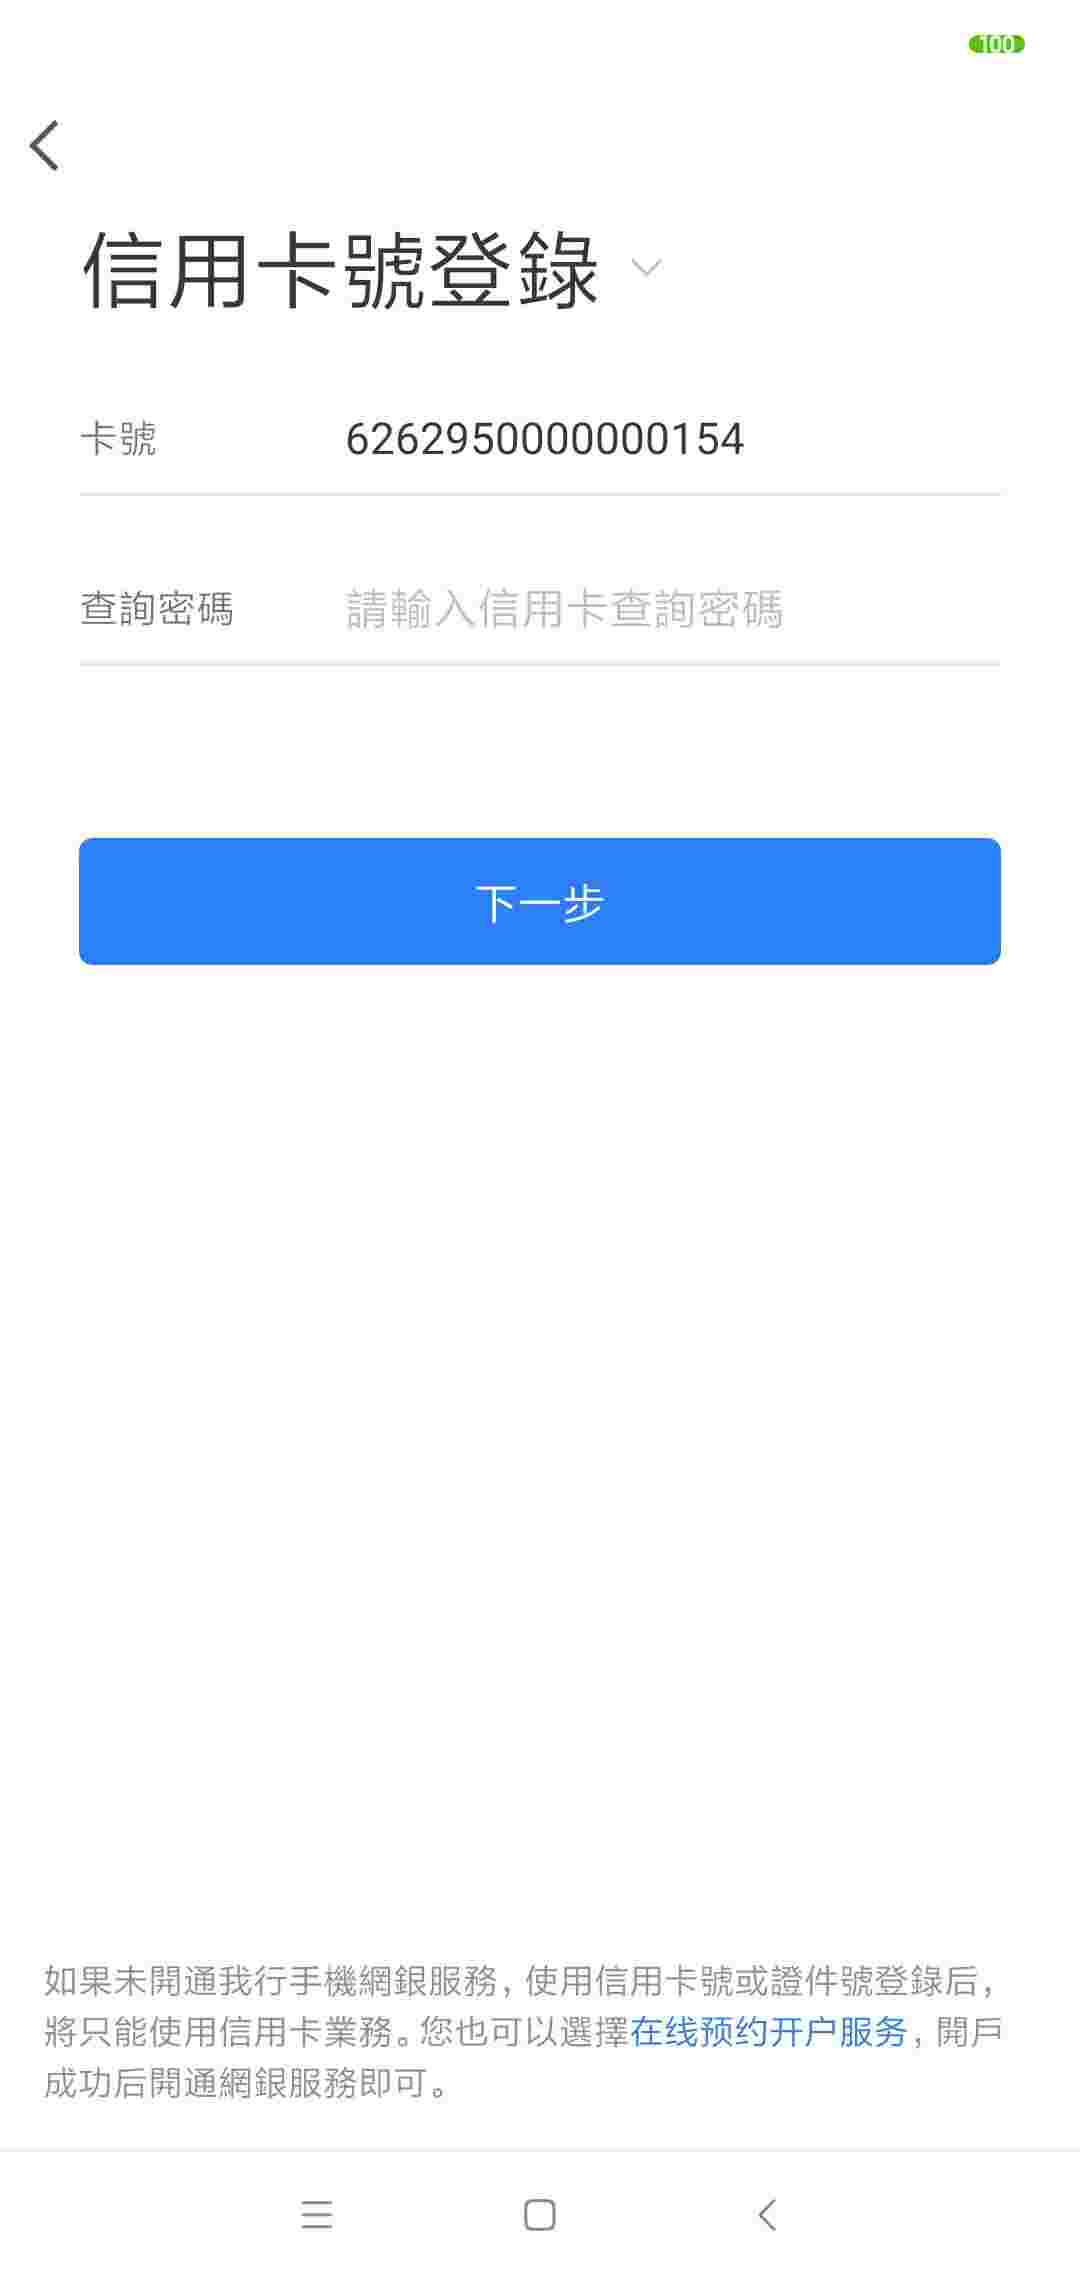 100
信用卡號登錄
卡號 6262950000000154
查詢密碼 請輸入信用卡查詢密碼
下一步
如果未開通我行手機網銀服務，使用信用卡號或證件號登錄后，
將只能使用信用卡業務。您也可以選擇在线预约开户服务，開戶
成功后開通網銀服務即可。